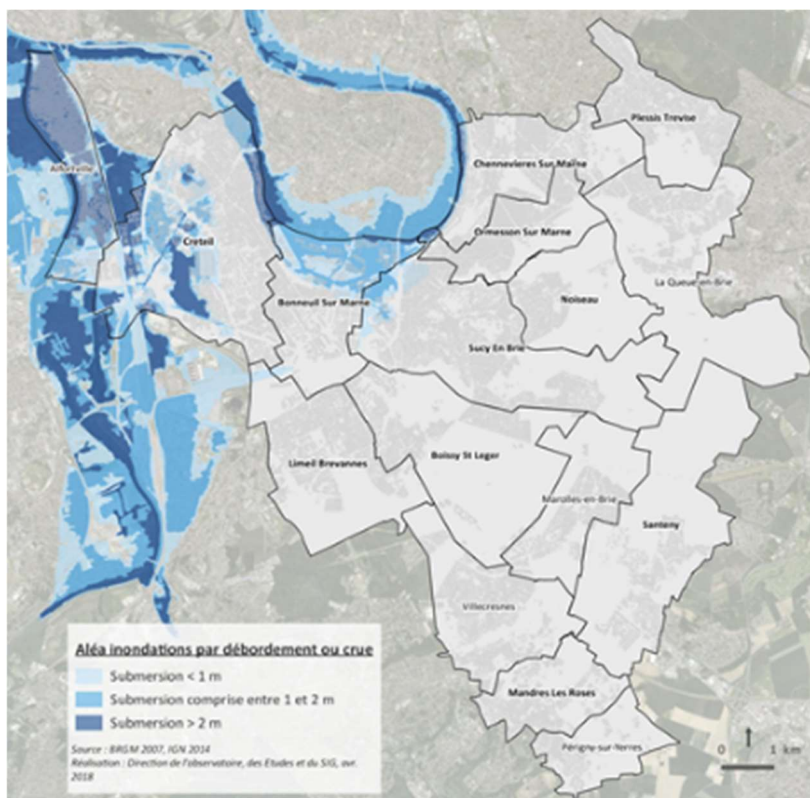 Plessis Trevise
Chennevieres Sur Marne
Alfortville
Ormesson Sur Marne
Creteil
La Queue-en-Brie
Bonneuil Sur Marne
Noiseau
Sucy En Brie
Limeil Brevannes
Boissy St Leger
Marolles-en-Brie
Santeny
Villecresnes
Mandres Les Roses
Périgny-sur-Yerres
Aléa inondations par débordement ou crue
Submersion < 1 m
Submersion comprise entre 1 et 2 m
Submersion > 2 m
Source : BRGM 2007, IGN 2014
Réalisation : Direction de l'observatoire, des Etudes et du SIG, avr.
2018
0 1 km